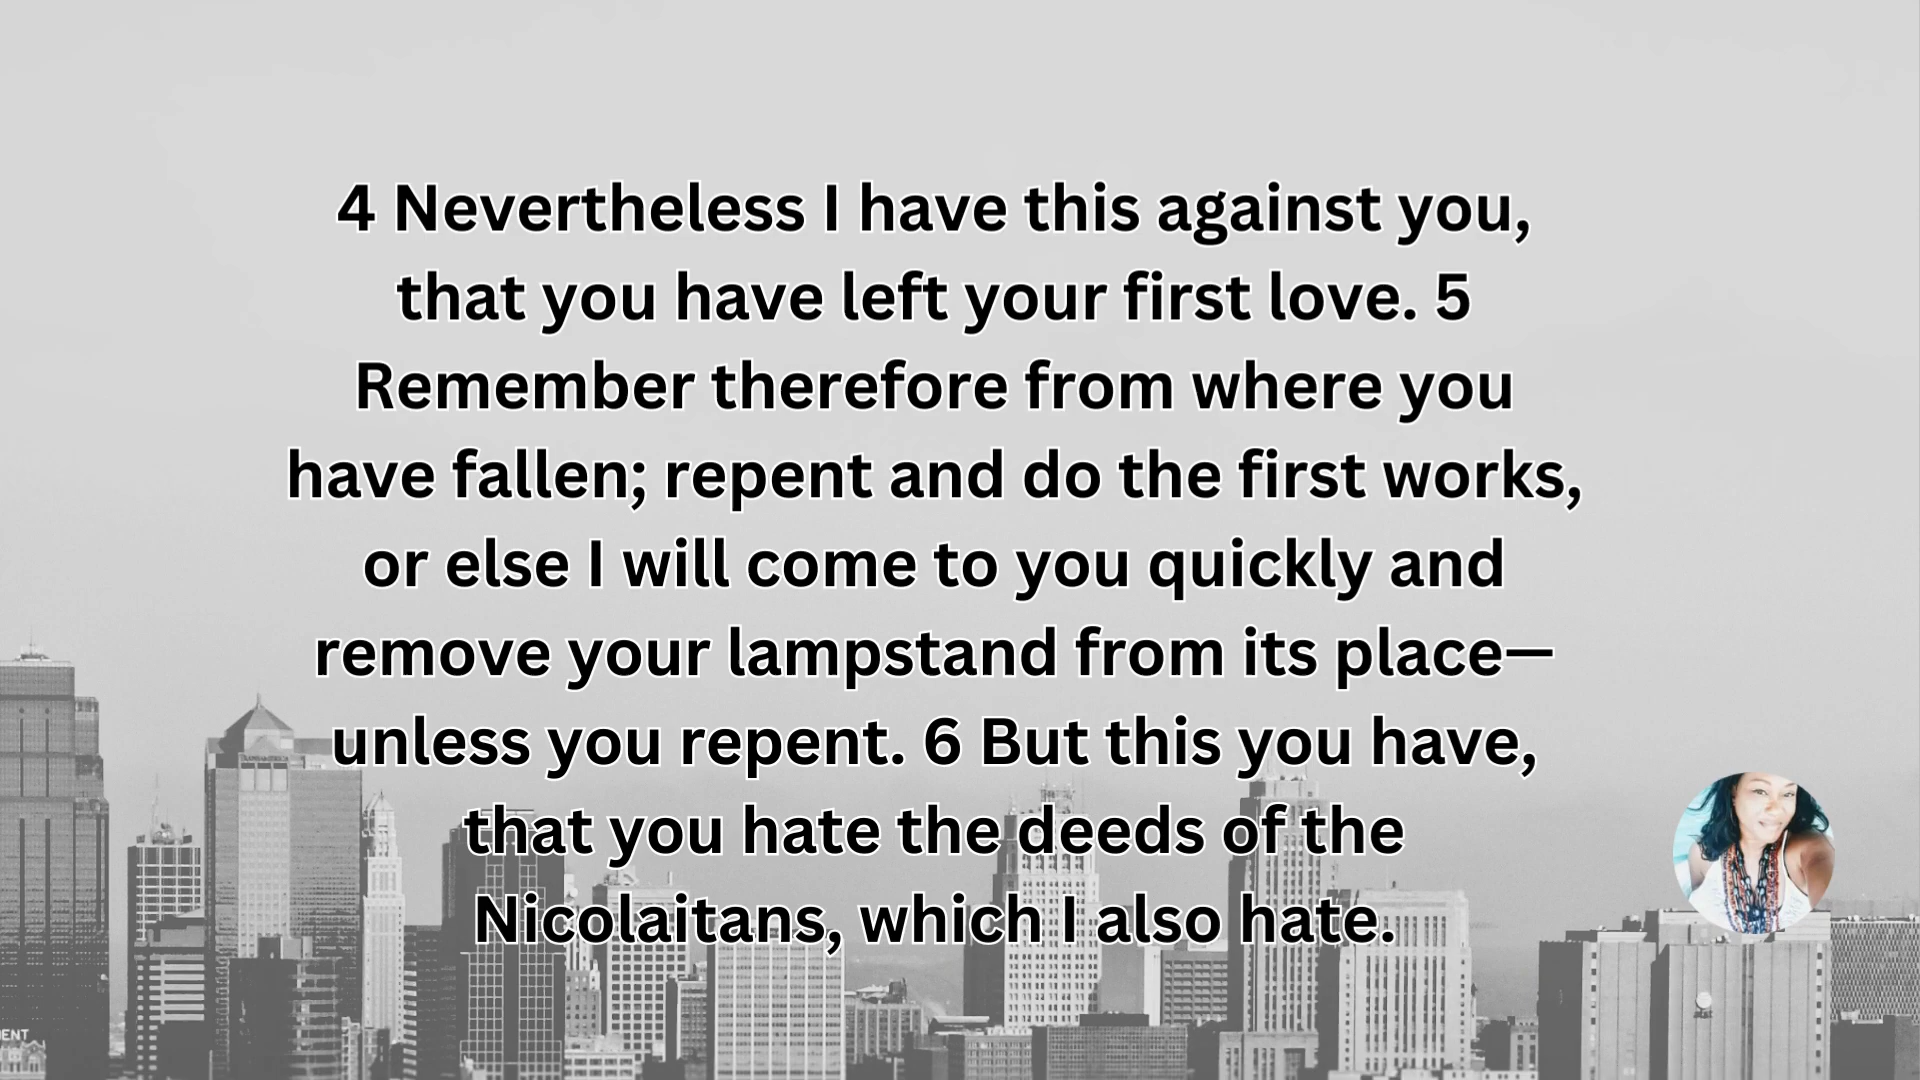 4 Nevertheless I have this against you,
that you have left your first love. 5
Remember therefore from where you
have fallen; repent and do the first works,
or else I will come to you quickly and
remove your lampstand from its place—
unless you repent. 6 But this you have,
that you hate the deeds of the
Nicolaitans, which I also hate.